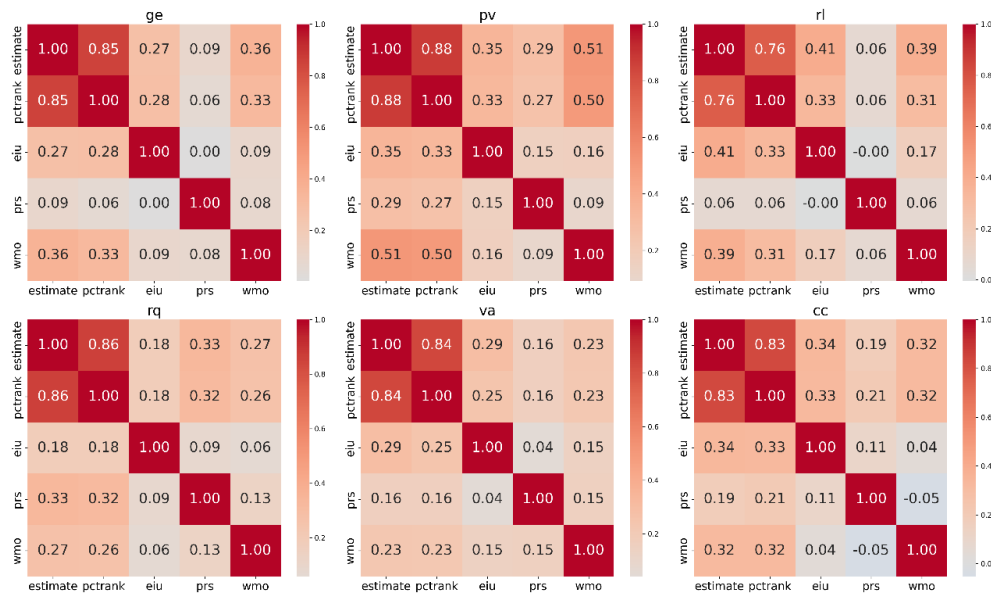 ge pv rl
estimate 1.00 0.85 0.27 0.09 0.36 1.0 estimate 1.00 0.88 0.35 0.29 0.51 1.0 estimate 1.00 0.76 0.41 0.06 0.39 1.0
pctrank 0.85 1.00 0.28 0.06 0.33 0.8 pctrank 0.88 1.00 0.33 0.27 0.50 0.8 pctrank 0.76 1.00 0.33 0.06 0.31 0.8
eiu 0.27 0.28 1.00 0.00 0.09 0.6 eiu 0.35 0.33 1.00 0.15 0.16 0.6 eiu 0.41 0.33 1.00 -0.00 0.17 0.6
prs 0.09 0.06 0.00 1.00 0.08 0.4 prs 0.29 0.27 0.15 1.00 0.09 0.4 prs 0.06 0.06 -0.00 1.00 0.06 0.4
wmo 0.36 0.33 0.09 0.08 1.00 0.2 wmo 0.51 0.50 0.16 0.09 1.00 0.2 wmo 0.39 0.31 0.17 0.06 1.00 0.2 0.0
estimate pctrank eiu prs wmo estimate pctrank eiu prs wmo estimate pctrank eiu prs wmo
rq va cc
estimate 1.00 0.86 0.18 0.33 0.27 1.0 estimate 1.00 0.84 0.29 0.16 0.23 1.0 estimate 1.00 0.83 0.34 0.19 0.32 1.0
pctrank 0.86 1.00 0.18 0.32 0.26 0.8 pctrank 0.84 1.00 0.25 0.16 0.23 0.8 pctrank 0.83 1.00 0.33 0.21 0.32 0.8
eiu 0.18 0.18 1.00 0.09 0.06 0.6 eiu 0.29 0.25 1.00 0.04 0.15 0.6 eiu 0.34 0.33 1.00 0.11 0.04 0.6
prs 0.33 0.32 0.09 1.00 0.13 0.4 prs 0.16 0.16 0.04 1.00 0.15 0.4 prs 0.19 0.21 0.11 1.00 -0.05 0.4
wmo 0.27 0.26 0.06 0.13 1.00 0.2 wmo 0.23 0.23 0.15 0.15 1.00 0.2 wmo 0.32 0.32 0.04 -0.05 1.00 0.2 0.0
estimate pctrank eiu prs wmo estimate pctrank eiu prs wmo estimate pctrank eiu prs wmo